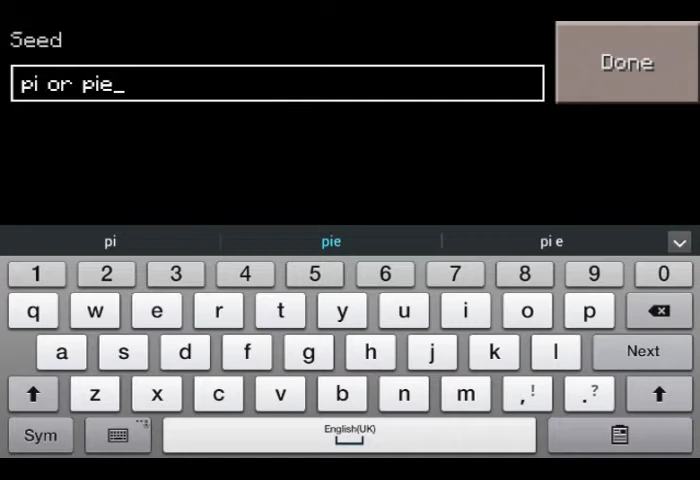 Seed
Done
pi or pie_
pi pie pi e
1 2 3 4 5 6 7 8 9 0
q w e r t y u i o p
a s d f g h j k l Next
z x c v b n m ,! .?
Sym English(UK)